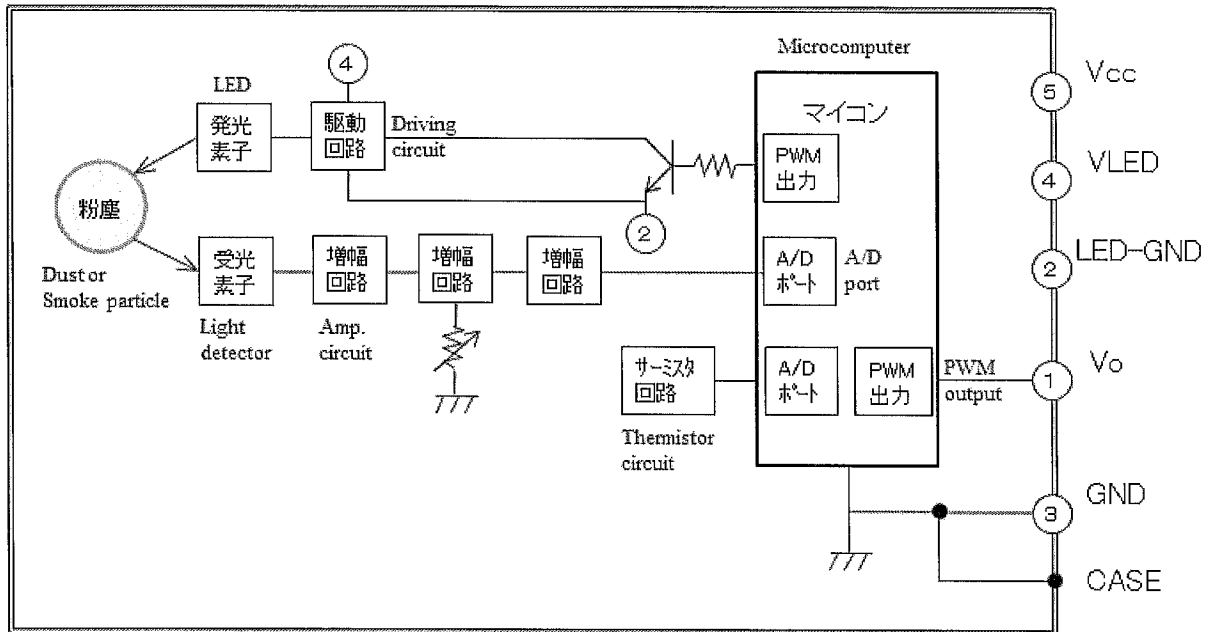 Microcomputer
マイコン
④
LED
発光
素子
駆動
回路
Driving
circuit
PWM
出力
②
粉塵
Dust or
Smoke particle
受光
素子
Light
detector
増幅
回路
Amp.
circuit
増幅
回路
増幅
回路
A/D
ポート
A/D
port
サーミスタ
回路
Thermistor
circuit
A/D
ポート
PWM
出力
PWM
output
⑤ Vcc
④ VLED
② LED-GND
① Vo
③ GND
CASE